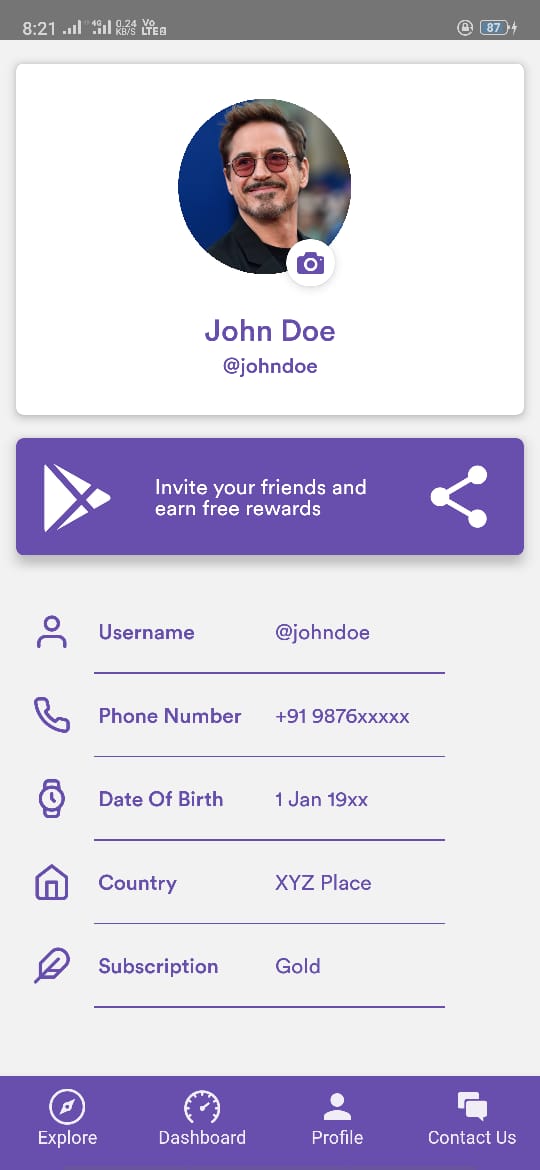 8:21 4G 0.24 KB/S Vo LTE 87
John Doe
@johndoe
Invite your friends and
earn free rewards
Username @johndoe
Phone Number +91 9876xxxxx
Date Of Birth 1 Jan 19xx
Country XYZ Place
Subscription Gold
Explore Dashboard Profile Contact Us